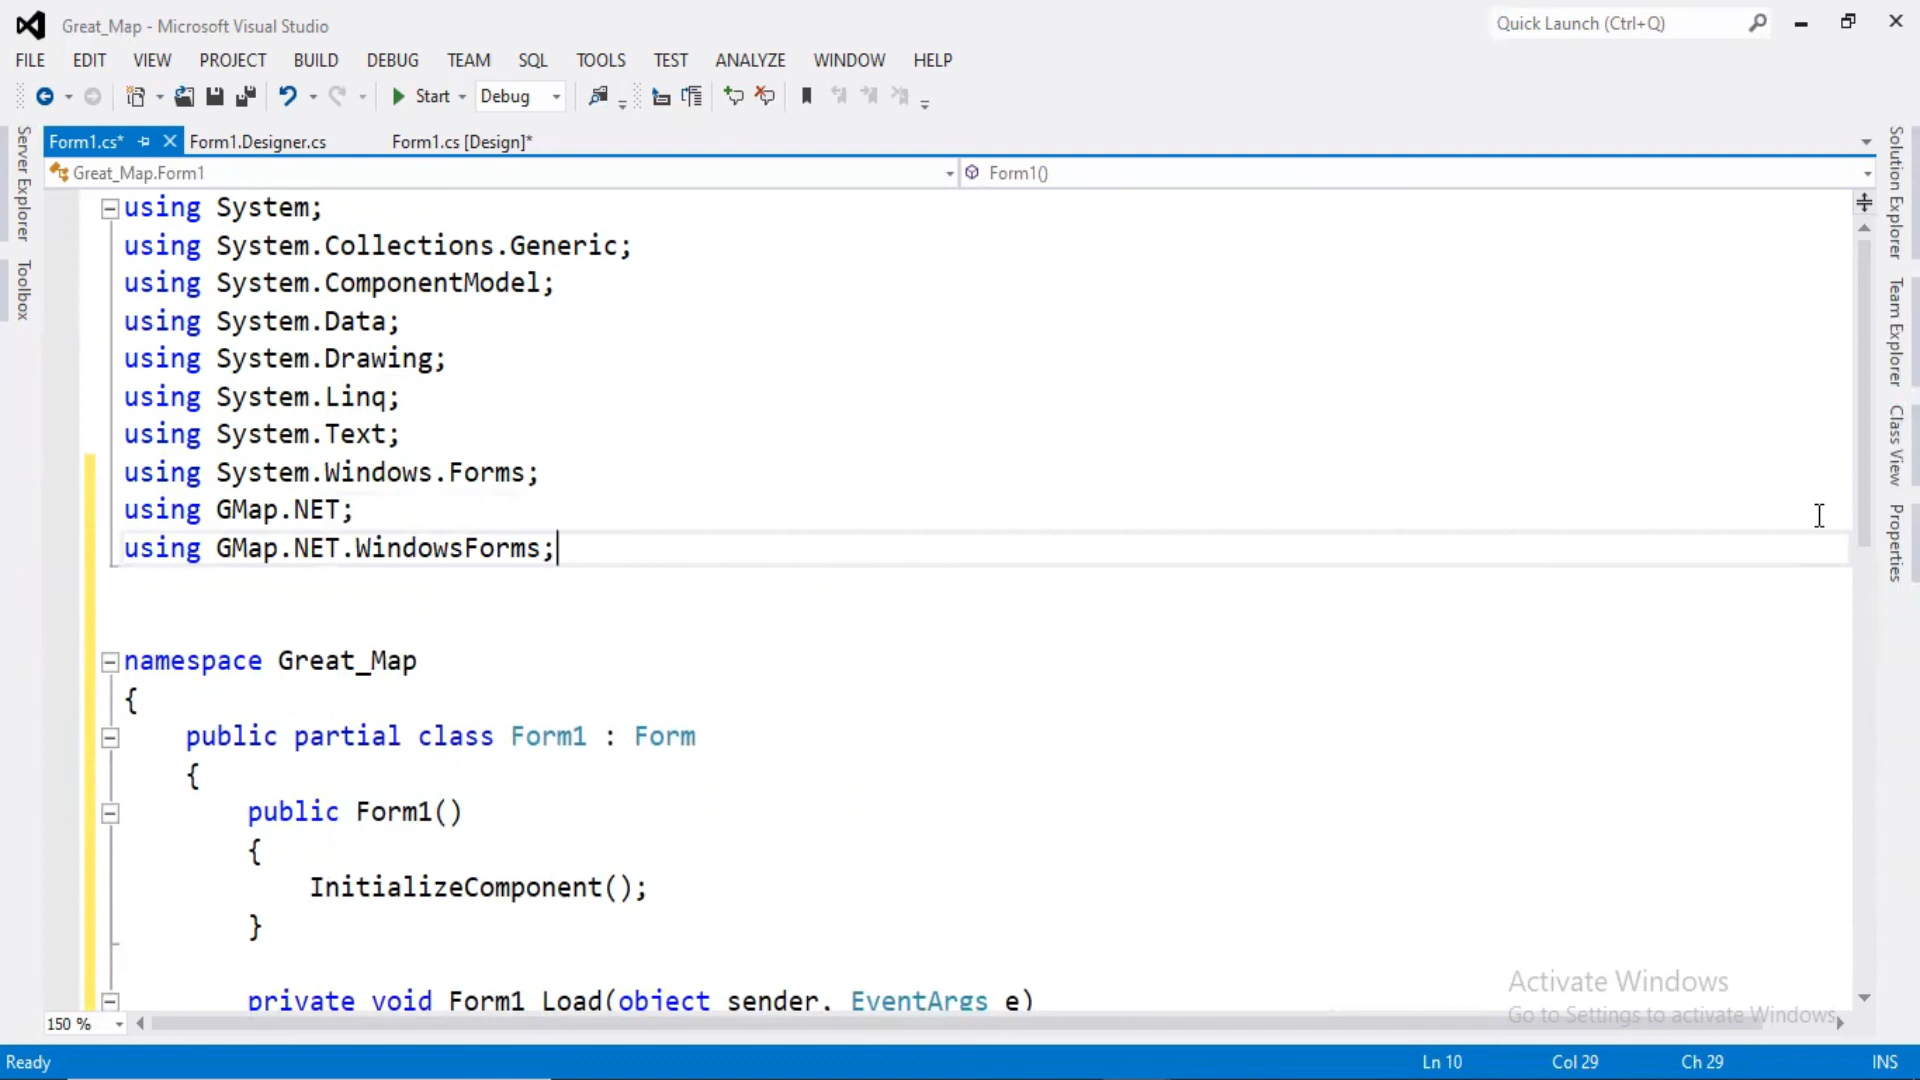 Great_Map - Microsoft Visual Studio
Quick Launch (Ctrl+Q)
FILE EDIT VIEW PROJECT BUILD DEBUG TEAM SQL TOOLS TEST ANALYZE WINDOW HELP
Start Debug
Form1.cs* Form1.Designer.cs Form1.cs [Design]*
Great_Map.Form1 Form1()
Server Explorer
Toolbox
using System;
using System.Collections.Generic;
using System.ComponentModel;
using System.Data;
using System.Drawing;
using System.Linq;
using System.Text;
using System.Windows.Forms;
using GMap.NET;
using GMap.NET.WindowsForms;
namespace Great_Map
{
public partial class Form1 : Form
{
public Form1()
{
InitializeComponent();
}
private void Form1_Load(object sender, EventArgs e)
Solution Explorer
Team Explorer
Class View
Properties
Activate Windows
Go to Settings to activate Windows.
150 %
Ready Ln 10 Col 29 Ch 29 INS